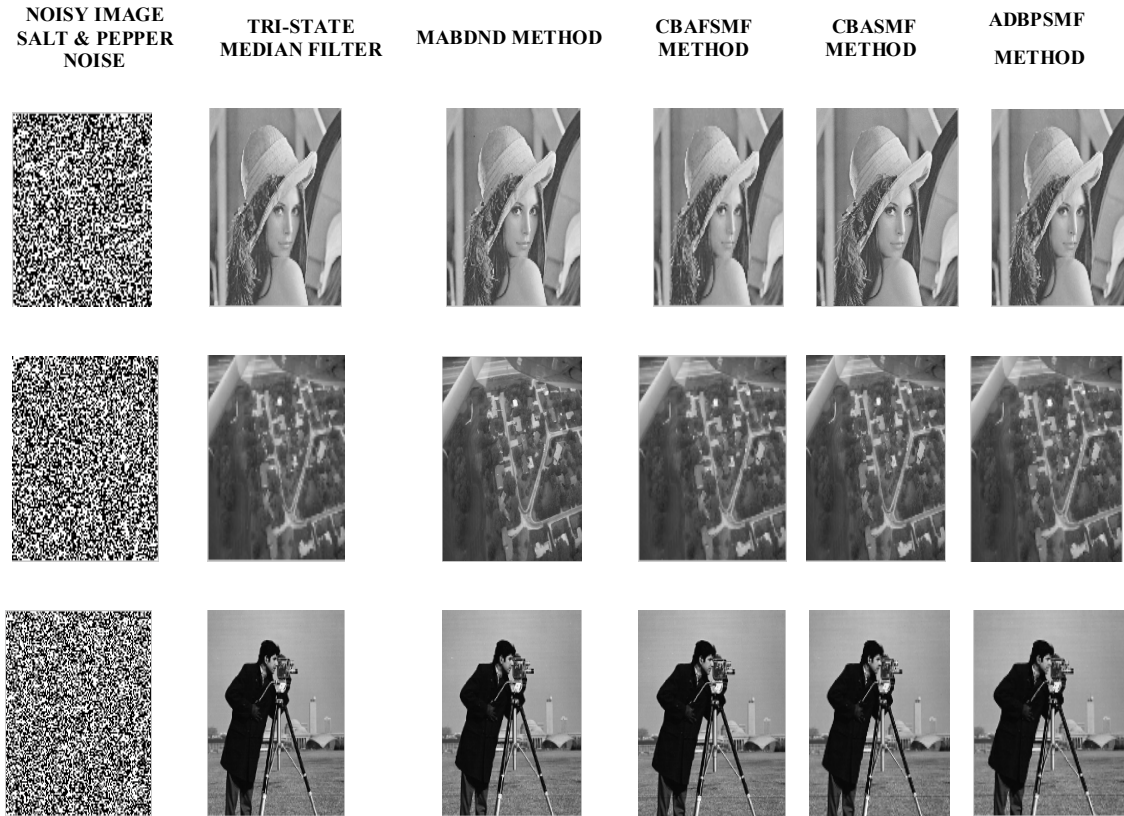 NOISY IMAGE
SALT & PEPPER
NOISE
TRI-STATE
MEDIAN FILTER
MABDND METHOD
CBAFSMF
METHOD
CBASMF
METHOD
ADBPSMF
METHOD